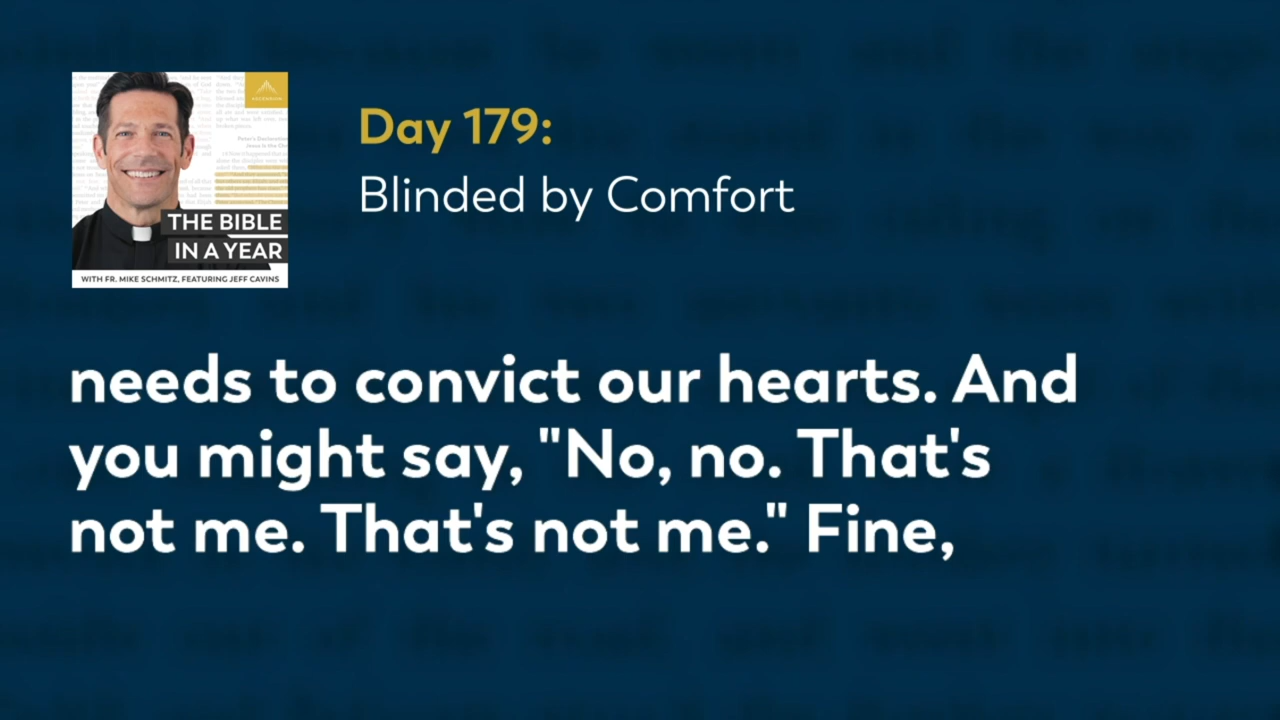 ASCENSION
THE BIBLE
IN A YEAR
WITH FR. MIKE SCHMITZ, FEATURING JEFF CAVINS
Day 179:
Blinded by Comfort
needs to convict our hearts. And
you might say, "No, no. That's
not me. That's not me." Fine,